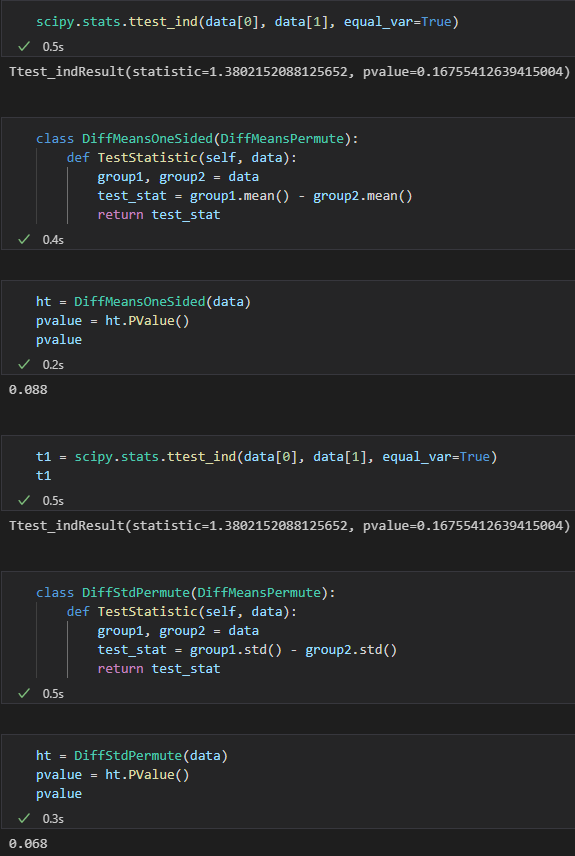 scipy.stats.ttest_ind(data[0], data[1], equal_var=True)
✓ 0.5s
Ttest_indResult(statistic=1.3802152088125652, pvalue=0.16755412639415004)
class DiffMeansOneSided(DiffMeansPermute):
    def TestStatistic(self, data):
        group1, group2 = data
        test_stat = group1.mean() - group2.mean()
        return test_stat
✓ 0.4s
ht = DiffMeansOneSided(data)
pvalue = ht.PValue()
pvalue
✓ 0.2s
0.088
t1 = scipy.stats.ttest_ind(data[0], data[1], equal_var=True)
t1
✓ 0.5s
Ttest_indResult(statistic=1.3802152088125652, pvalue=0.16755412639415004)
class DiffStdPermute(DiffMeansPermute):
    def TestStatistic(self, data):
        group1, group2 = data
        test_stat = group1.std() - group2.std()
        return test_stat
✓ 0.5s
ht = DiffStdPermute(data)
pvalue = ht.PValue()
pvalue
✓ 0.3s
0.068